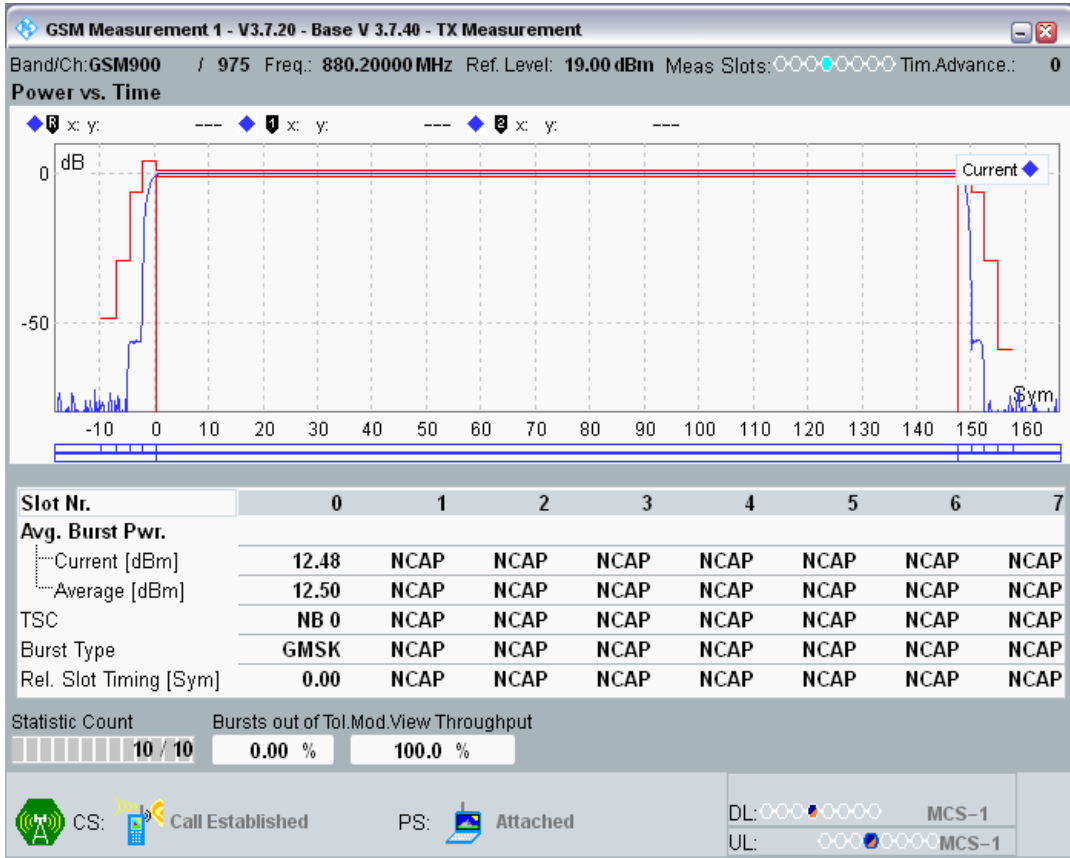 GSM Measurement 1 - V3.7.20 - Base V 3.7.40 - TX Measurement
Band/Ch:GSM900 / 975 Freq.: 880.20000 MHz Ref. Level: 19.00 dBm Meas Slots: Tim.Advance.: 0
Power vs. Time
R x: y: --- 1 x: y: --- 2 x: y: ---
dB
Current
0
-50
Sym
-10 0 10 20 30 40 50 60 70 80 90 100 110 120 130 140 150 160
Slot Nr. 0 1 2 3 4 5 6 7
Avg. Burst Pwr.
Current [dBm] 12.48 NCAP NCAP NCAP NCAP NCAP NCAP NCAP
Average [dBm] 12.50 NCAP NCAP NCAP NCAP NCAP NCAP NCAP
TSC NB 0 NCAP NCAP NCAP NCAP NCAP NCAP NCAP
Burst Type GMSK NCAP NCAP NCAP NCAP NCAP NCAP NCAP
Rel. Slot Timing [Sym] 0.00 NCAP NCAP NCAP NCAP NCAP NCAP NCAP
Statistic Count Bursts out of Tol.Mod.View Throughput
10 / 10 0.00 % 100.0 %
CS: Call Established PS: Attached
DL: MCS-1
UL: MCS-1